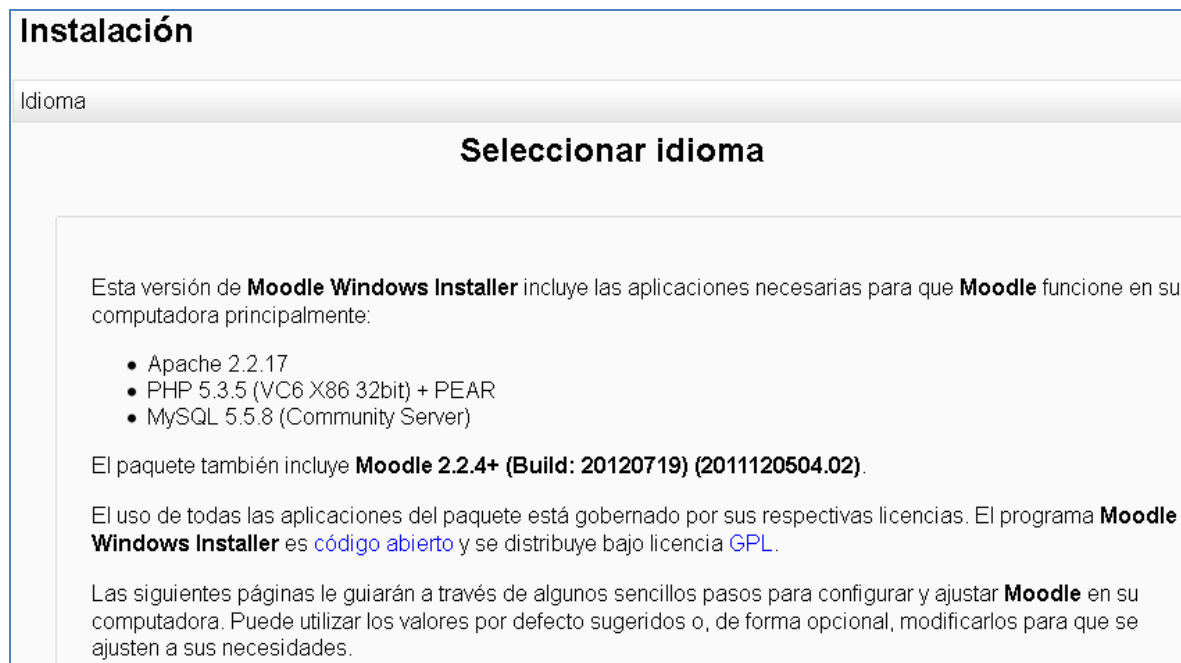 Instalación
Idioma
Seleccionar idioma
Esta versión de Moodle Windows Installer incluye las aplicaciones necesarias para que Moodle funcione en su
computadora principalmente:
• Apache 2.2.17
• PHP 5.3.5 (VC6 X86 32bit) + PEAR
• MySQL 5.5.8 (Community Server)
El paquete también incluye Moodle 2.2.4+ (Build: 20120719) (2011120504.02).
El uso de todas las aplicaciones del paquete está gobernado por sus respectivas licencias. El programa Moodle
Windows Installer es código abierto y se distribuye bajo licencia GPL.
Las siguientes páginas le guiarán a través de algunos sencillos pasos para configurar y ajustar Moodle en su
computadora. Puede utilizar los valores por defecto sugeridos o, de forma opcional, modificarlos para que se
ajusten a sus necesidades.